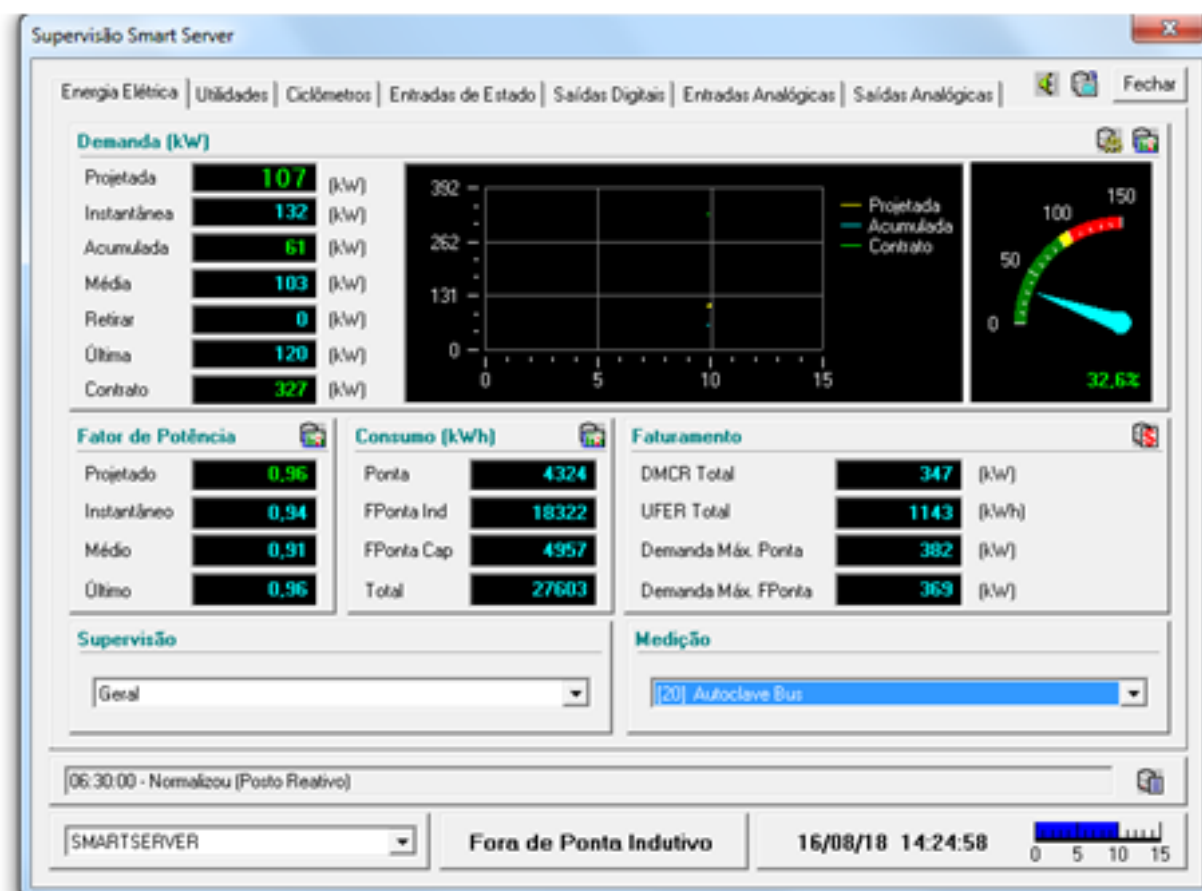 Supervisão Smart Server
Energia Elétrica Utilidades Ciclômetros Entradas de Estado Saídas Digitais Entradas Analógicas Saídas Analógicas Fechar
Demanda (kW)
Projetada 107 (kW)
Instantânea 132 (kW)
Acumulada 61 (kW)
Média 103 (kW)
Retirar 0 (kW)
Última 120 (kW)
Contrato 327 (kW)
392
262
131
0
0 5 10 15
Projetada
Acumulada
Contrato
0 50 100 150
32,6%
Fator de Potência
Projetado 0,96
Instantâneo 0,94
Médio 0,91
Último 0,96
Consumo (kWh)
Ponta 4324
FPonta Ind 18322
FPonta Cap 4957
Total 27603
Faturamento
DMCR Total 347 (kW)
UFER Total 1143 (kWh)
Demanda Máx. Ponta 382 (kW)
Demanda Máx. FPonta 369 (kW)
Supervisão
Geral
Medição
[20] Autoclave Bus
06:30:00 - Normalizou (Posto Reativo)
SMARTSERVER
Fora de Ponta Indutivo
16/08/18 14:24:58
0 5 10 15